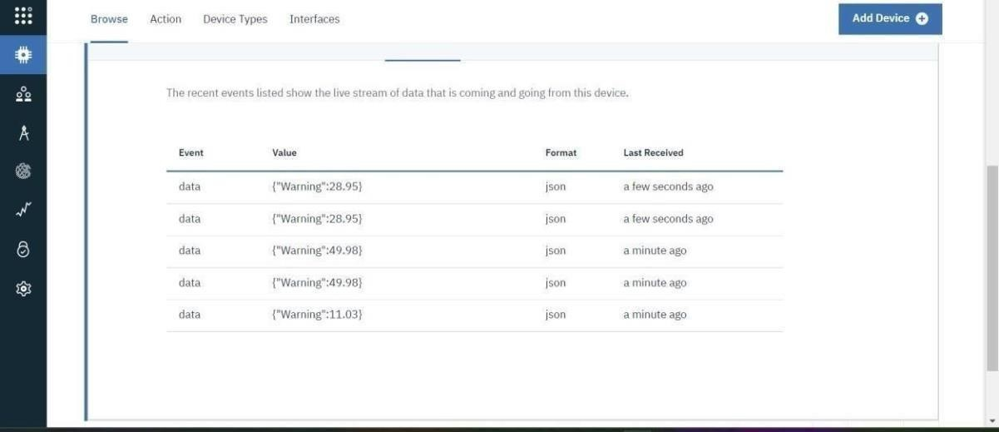 Browse Action Device Types Interfaces Add Device
The recent events listed show the live stream of data that is coming and going from this device.
Event Value Format Last Received
data {"Warning":28.95} json a few seconds ago
data {"Warning":28.95} json a few seconds ago
data {"Warning":49.98} json a minute ago
data {"Warning":49.98} json a minute ago
data {"Warning":11.03} json a minute ago